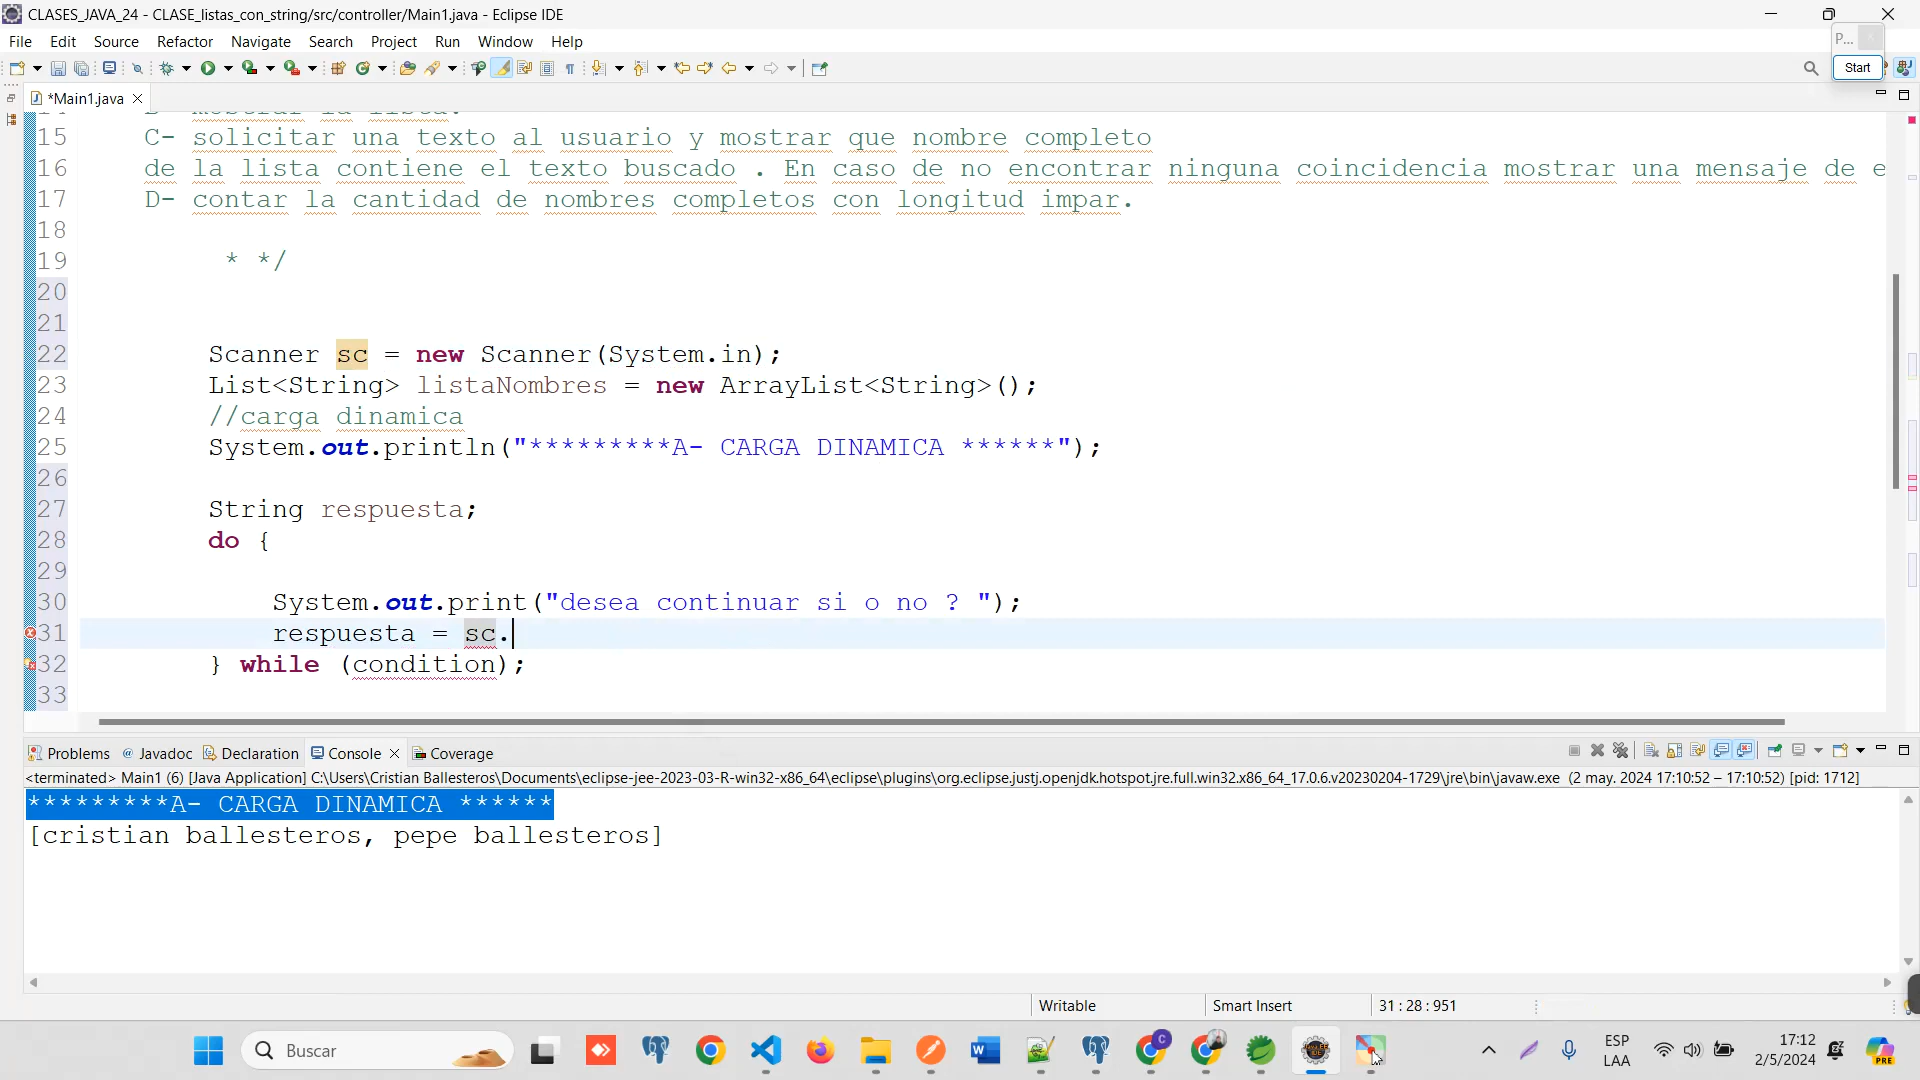 CLASES_JAVA_24 - CLASE_listas_con_string/src/controller/Main1.java - Eclipse IDE
File Edit Source Refactor Navigate Search Project Run Window Help
P...
Start
*Main1.java
15 C- solicitar una texto al usuario y mostrar que nombre completo
16 de la lista contiene el texto buscado . En caso de no encontrar ninguna coincidencia mostrar una mensaje de e
17 D- contar la cantidad de nombres completos con longitud impar.
18
19 * */
20
21
22 Scanner sc = new Scanner(System.in);
23 List<String> listaNombres = new ArrayList<String>();
24 //carga dinamica
25 System.out.println("*********A- CARGA DINAMICA ******");
26
27 String respuesta;
28 do {
29
30 System.out.print("desea continuar si o no ? ");
31 respuesta = sc.
32 } while (condition);
33
Problems @ Javadoc Declaration Console Coverage
<terminated> Main1 (6) [Java Application] C:\Users\Cristian Ballesteros\Documents\eclipse-jee-2023-03-R-win32-x86_64\eclipse\plugins\org.eclipse.justj.openjdk.hotspot.jre.full.win32.x86_64_17.0.6.v20230204-1729\jre\bin\javaw.exe (2 may. 2024 17:10:52 – 17:10:52) [pid: 1712]
*********A- CARGA DINAMICA ******
[cristian ballesteros, pepe ballesteros]
Writable Smart Insert 31 : 28 : 951
Buscar
ESP
LAA
17:12
2/5/2024
PRE